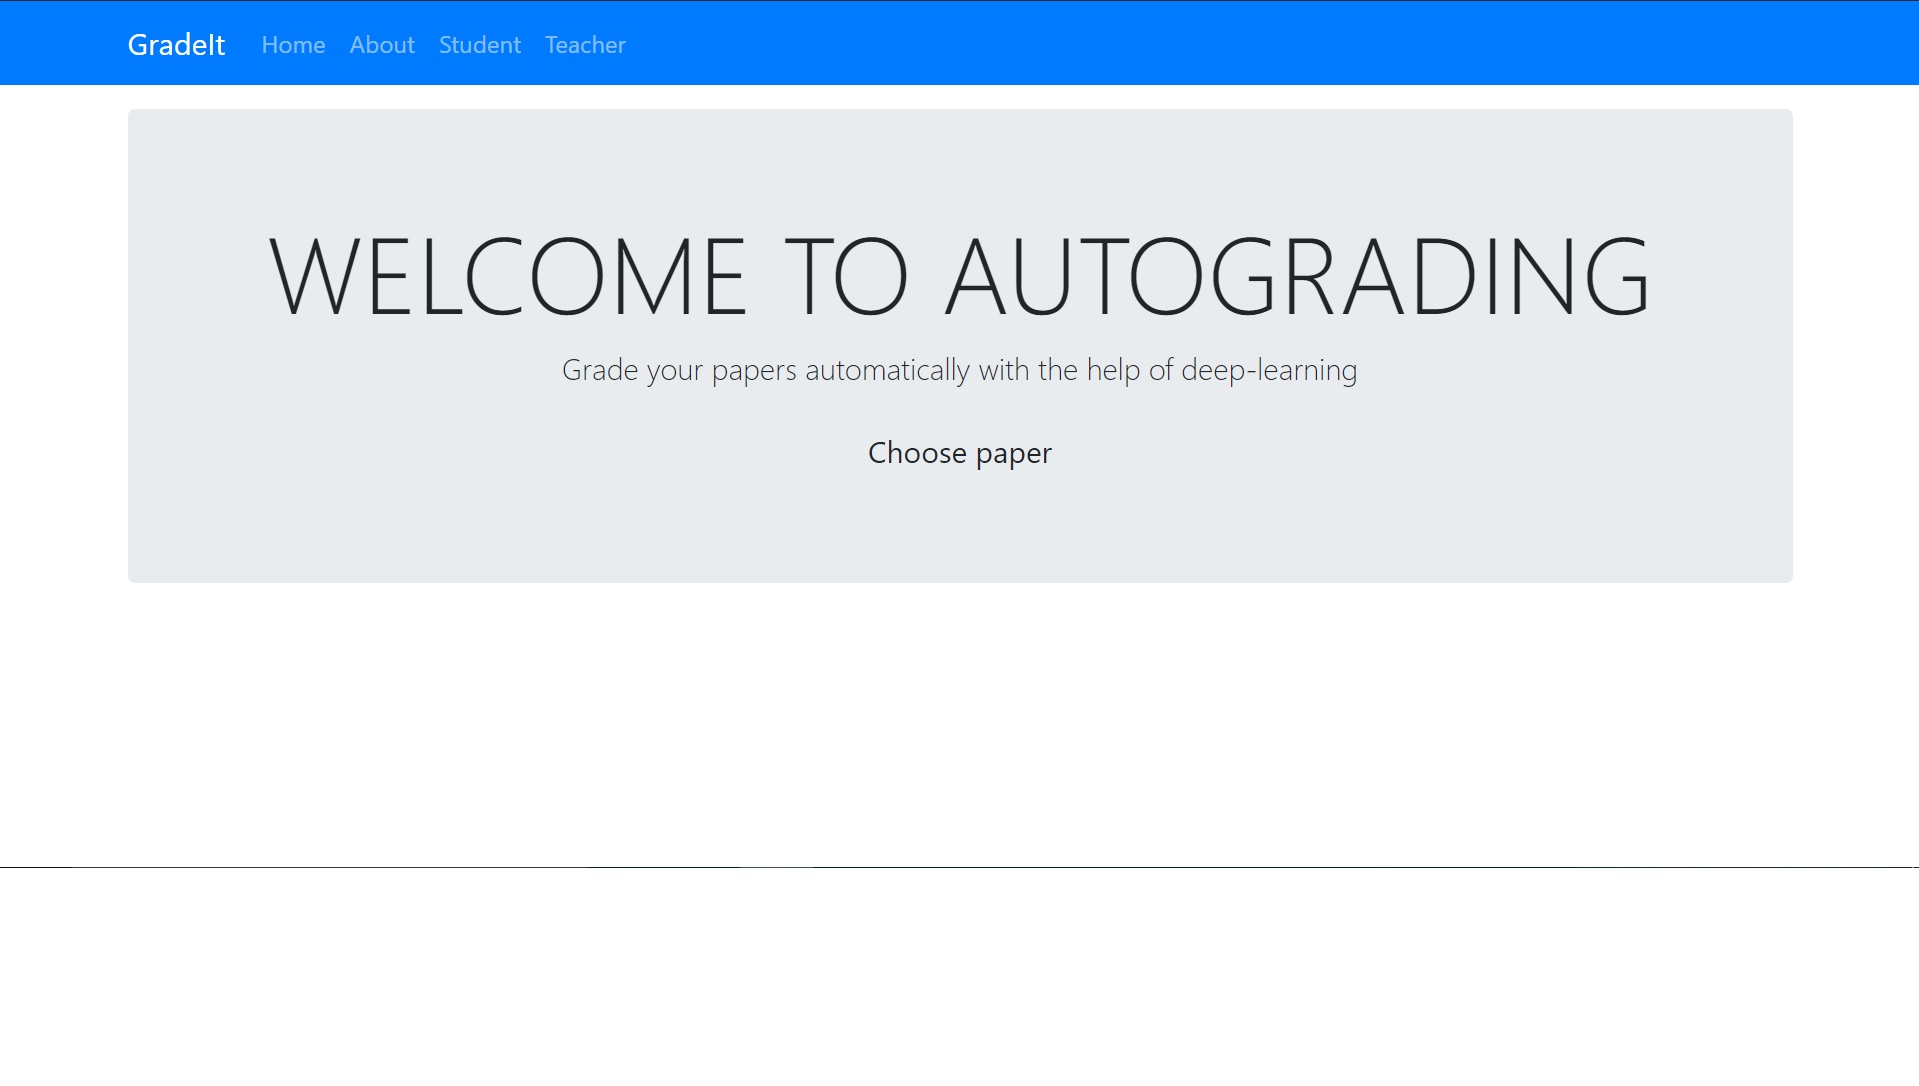 GradeIt Home About Student Teacher
WELCOME TO AUTOGRADING
Grade your papers automatically with the help of deep-learning
Choose paper